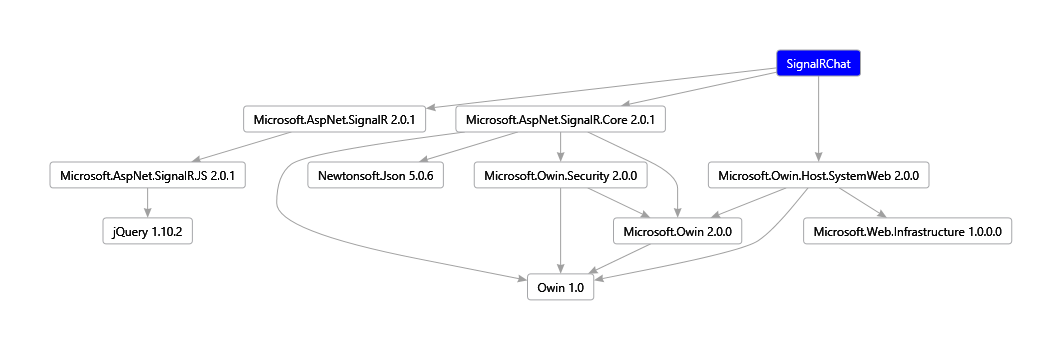 SignalRChat
Microsoft.AspNet.SignalR 2.0.1
Microsoft.AspNet.SignalR.Core 2.0.1
Microsoft.AspNet.SignalR.JS 2.0.1
Newtonsoft.Json 5.0.6
Microsoft.Owin.Security 2.0.0
Microsoft.Owin.Host.SystemWeb 2.0.0
jQuery 1.10.2
Microsoft.Owin 2.0.0
Microsoft.Web.Infrastructure 1.0.0.0
Owin 1.0